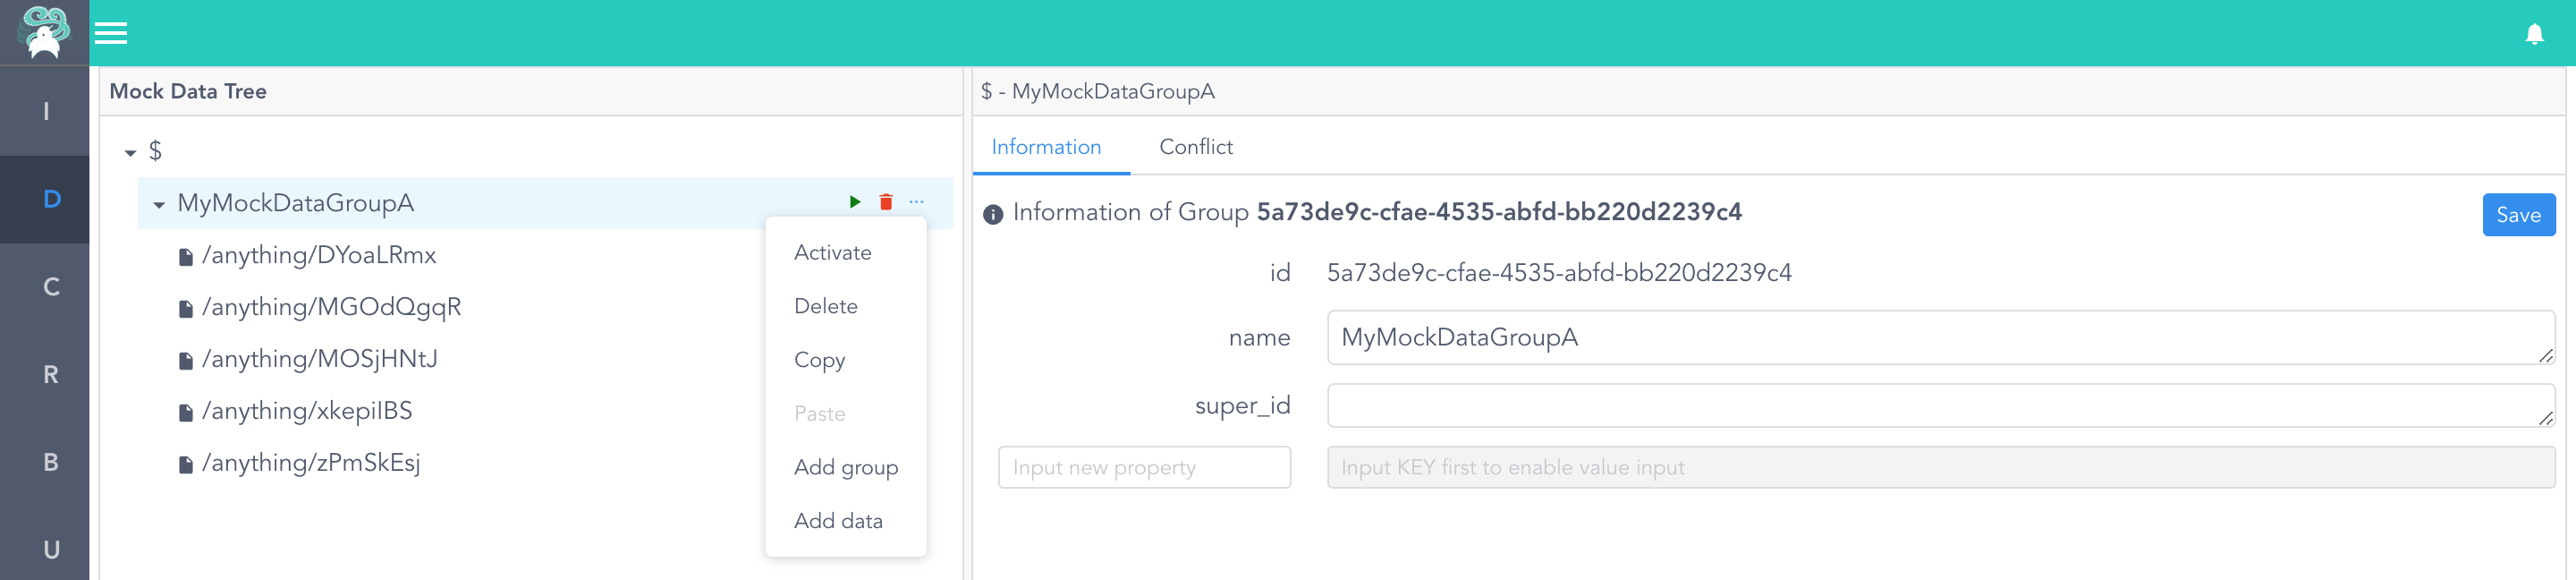 I
D
C
R
B
U
Mock Data Tree
$
MyMockDataGroupA
/anything/DYoaLRmx
/anything/MGOdQgqR
/anything/MOSjHNtJ
/anything/xkepiIBS
/anything/zPmSkEsj
Activate
Delete
Copy
Paste
Add group
Add data
$ - MyMockDataGroupA
Information Conflict
Information of Group 5a73de9c-cfae-4535-abfd-bb220d2239c4
Save
id 5a73de9c-cfae-4535-abfd-bb220d2239c4
name MyMockDataGroupA
super_id
Input new property Input KEY first to enable value input